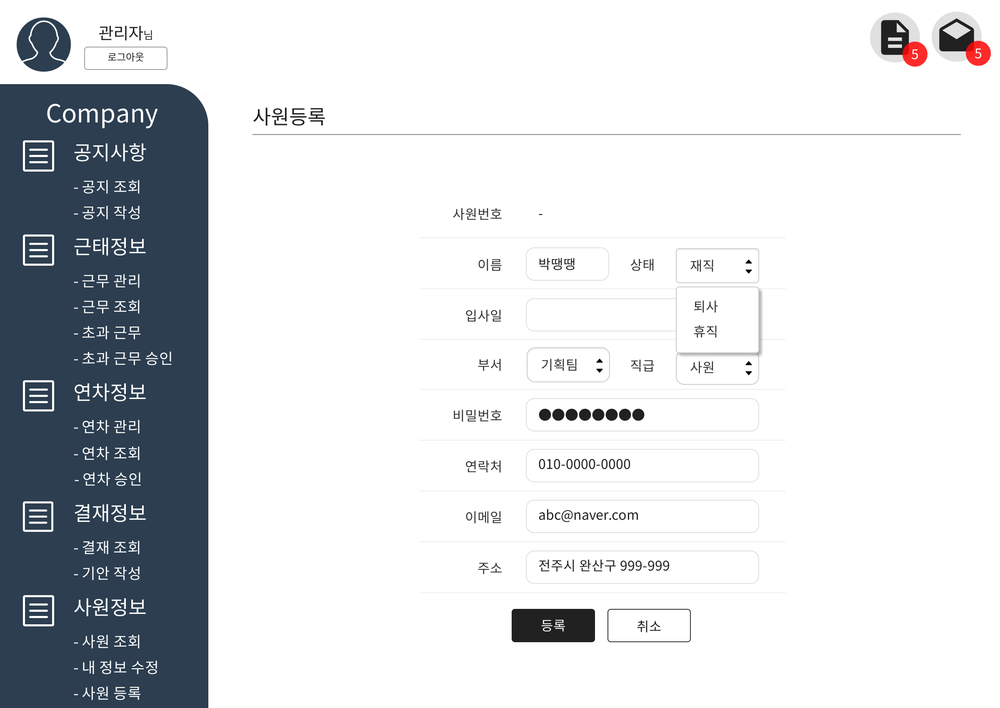 관리자님
로그아웃
5
5
Company
공지사항
- 공지 조회
- 공지 작성
근태정보
- 근무 관리
- 근무 조회
- 초과 근무
- 초과 근무 승인
연차정보
- 연차 관리
- 연차 조회
- 연차 승인
결재정보
- 결재 조회
- 기안 작성
사원정보
- 사원 조회
- 내 정보 수정
- 사원 등록
사원등록
사원번호 -
이름 박땡땡 상태 재직
퇴사
휴직
입사일
부서 기획팀 직급 사원
비밀번호 ●●●●●●●●
연락처 010-0000-0000
이메일 abc@naver.com
주소 전주시 완산구 999-999
등록 취소